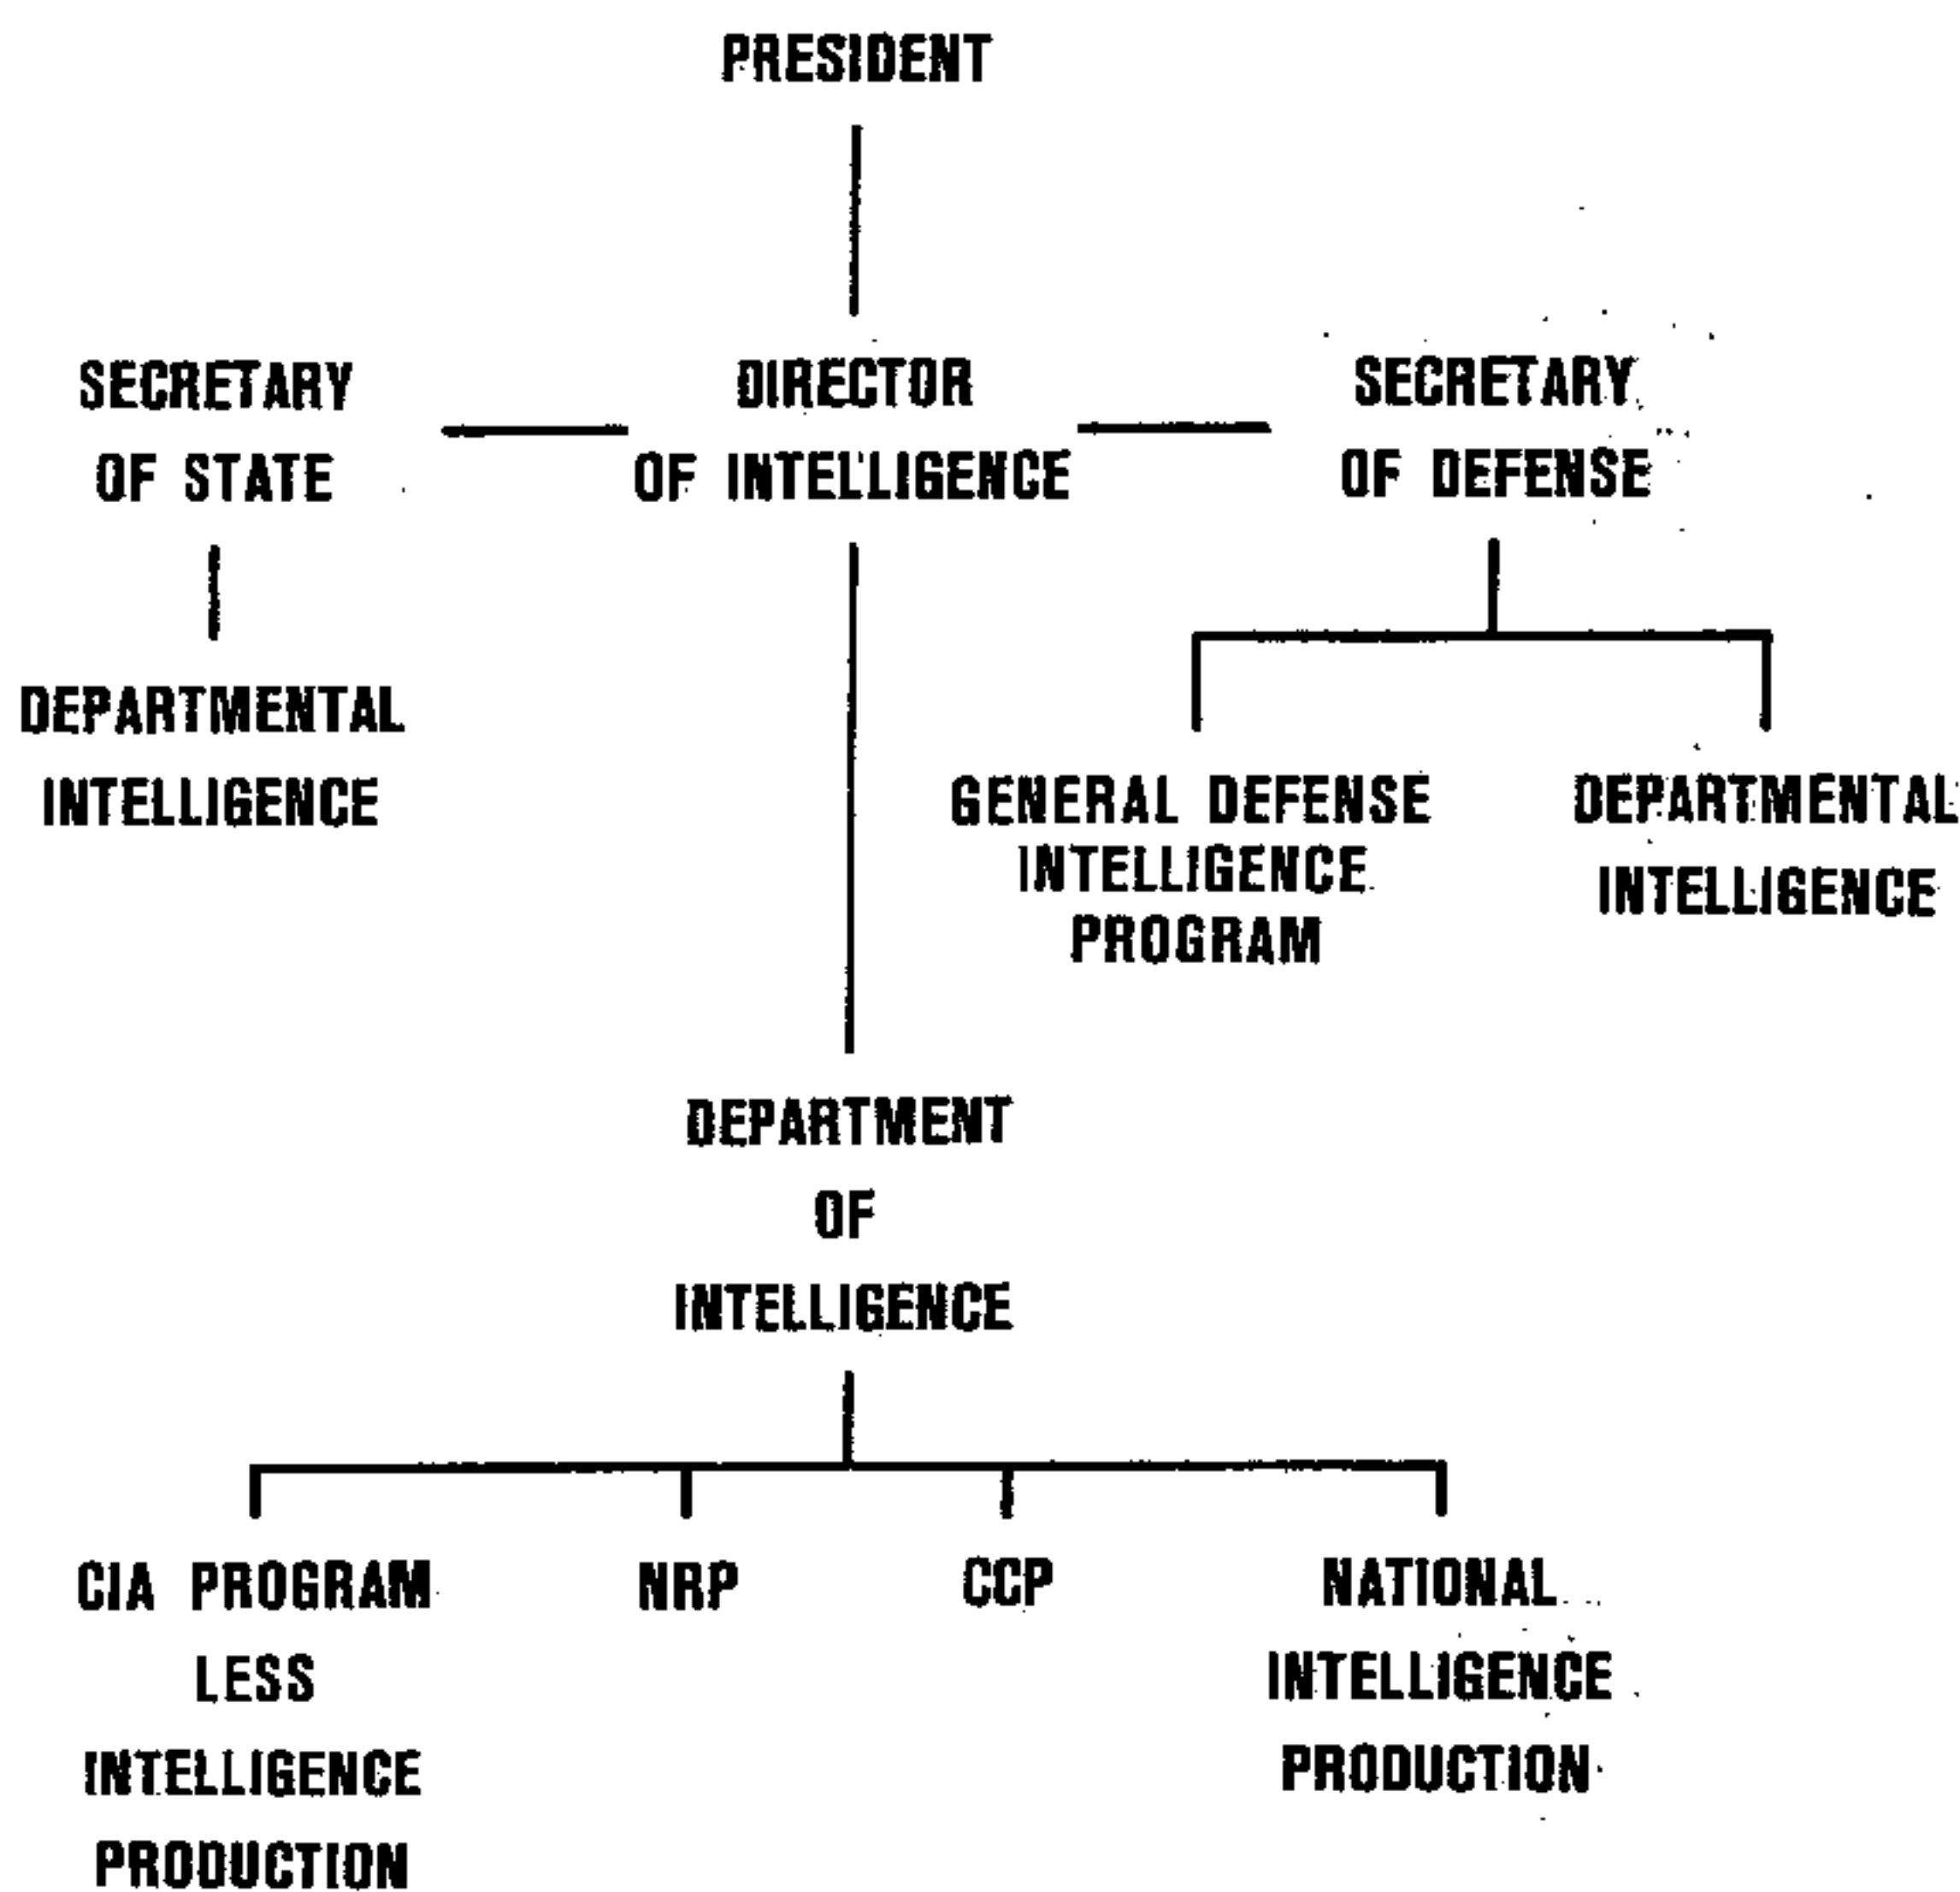 PRESIDENT
SECRETARY
OF STATE
DIRECTOR
OF INTELLIGENCE
SECRETARY
OF DEFENSE
DEPARTMENTAL
INTELLIGENCE
GENERAL DEFENSE
INTELLIGENCE
PROGRAM
DEPARTMENTAL
INTELLIGENCE
DEPARTMENT
OF
INTELLIGENCE
CIA PROGRAM
LESS
INTELLIGENCE
PRODUCTION
NRP
CCP
NATIONAL
INTELLIGENCE
PRODUCTION